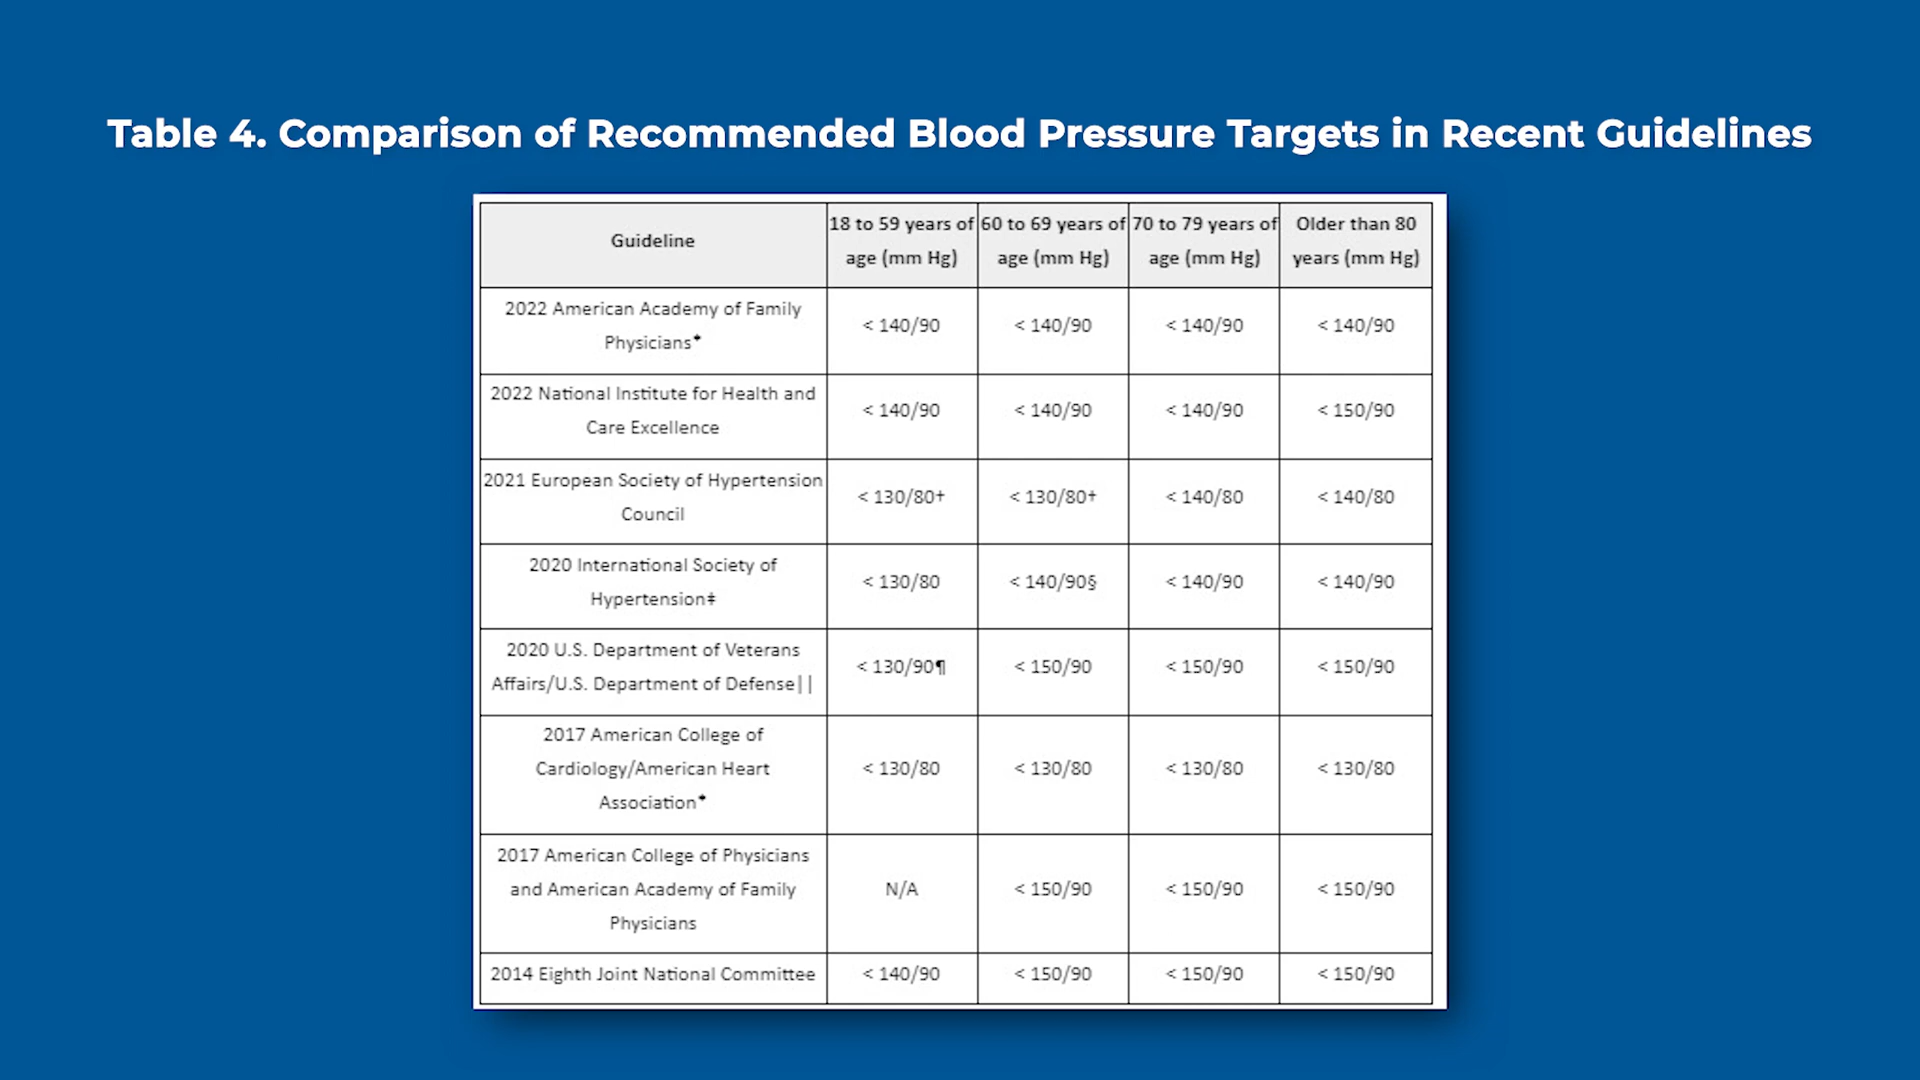 Table 4. Comparison of Recommended Blood Pressure Targets in Recent Guidelines
Guideline
18 to 59 years of
age (mm Hg)
60 to 69 years of
age (mm Hg)
70 to 79 years of
age (mm Hg)
Older than 80
years (mm Hg)
2022 American Academy of Family
Physicians*
< 140/90
< 140/90
< 140/90
< 140/90
2022 National Institute for Health and
Care Excellence
< 140/90
< 140/90
< 140/90
< 150/90
2021 European Society of Hypertension
Council
< 130/80†
< 130/80†
< 140/80
< 140/80
2020 International Society of
Hypertension‡
< 130/80
< 140/90§
< 140/90
< 140/90
2020 U.S. Department of Veterans
Affairs/U.S. Department of Defense||
< 130/90¶
< 150/90
< 150/90
< 150/90
2017 American College of
Cardiology/American Heart
Association*
< 130/80
< 130/80
< 130/80
< 130/80
2017 American College of Physicians
and American Academy of Family
Physicians
N/A
< 150/90
< 150/90
< 150/90
2014 Eighth Joint National Committee
< 140/90
< 150/90
< 150/90
< 150/90